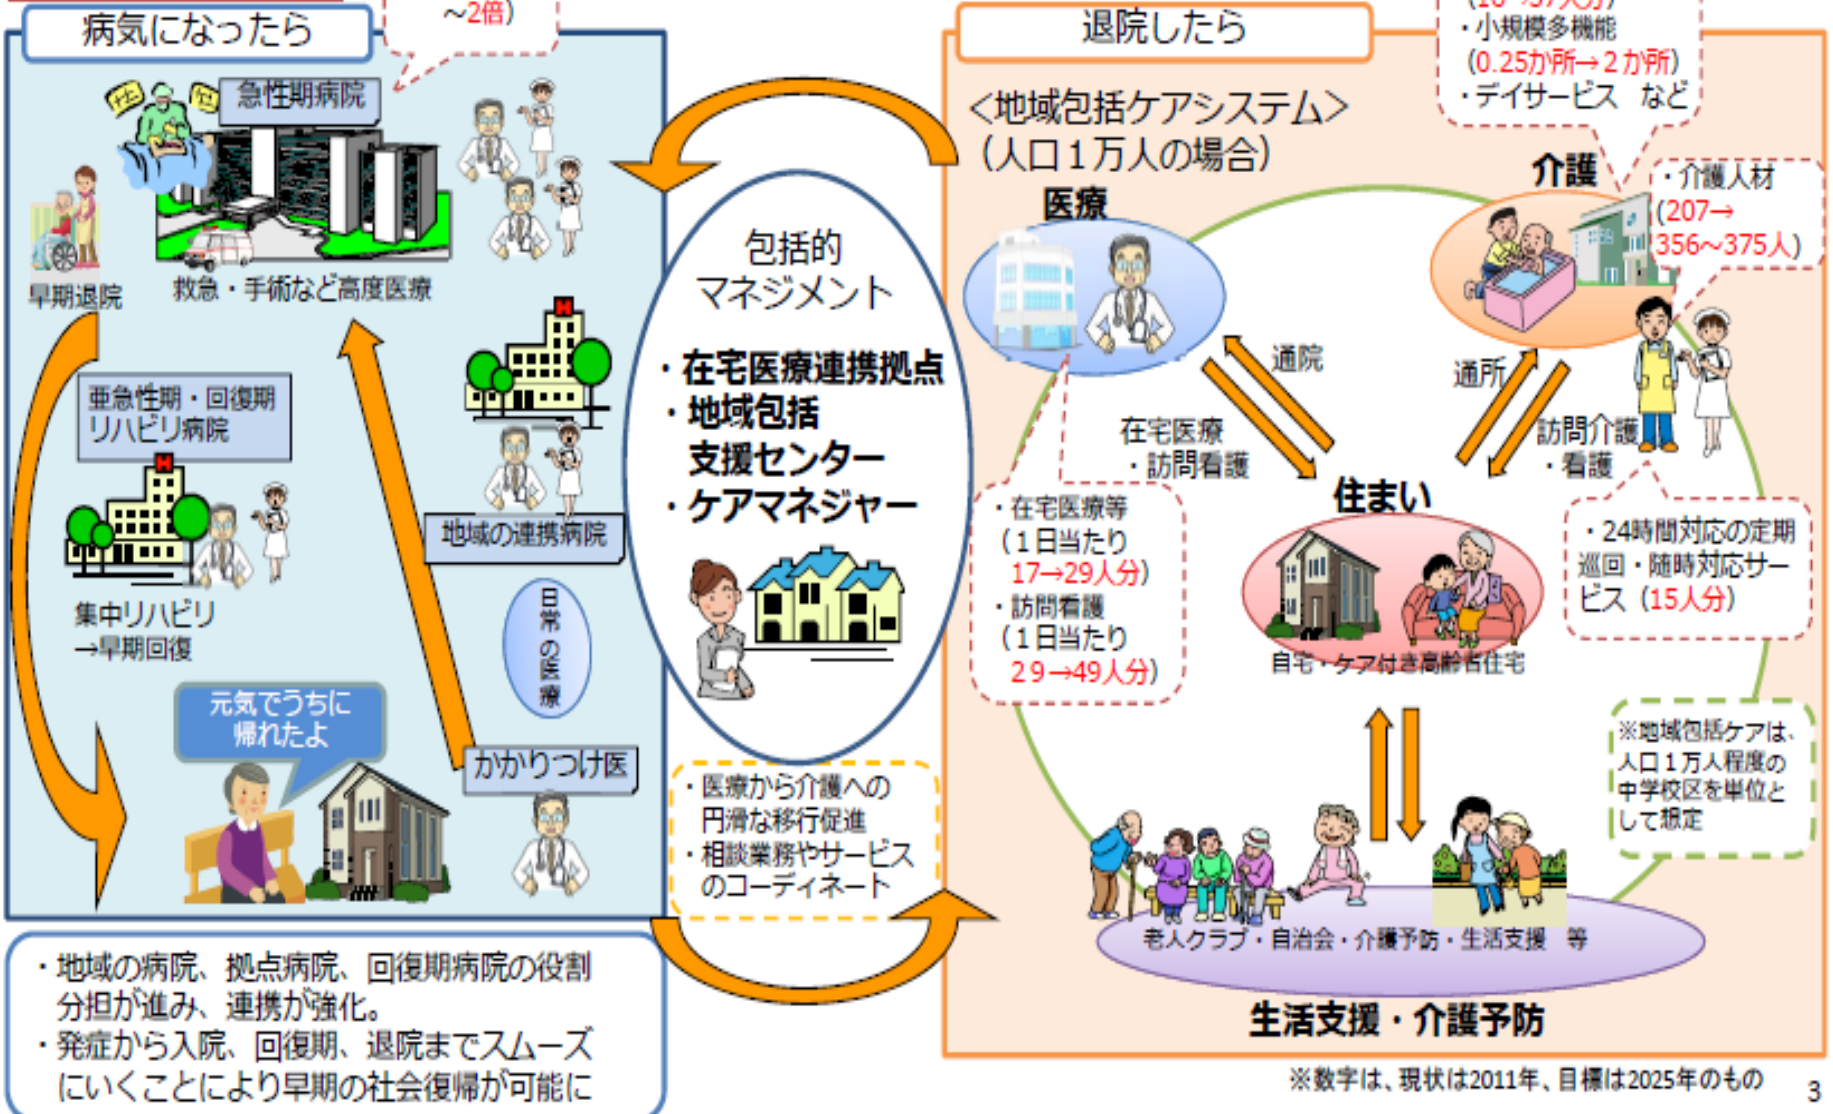 病気になったら
～2倍)
急性期病院
早期退院
救急・手術など高度医療
亜急性期・回復期
リハビリ病院
集中リハビリ
→早期回復
地域の連携病院
日常の医療
元気でうちに
帰れたよ
かかりつけ医
・地域の病院、拠点病院、回復期病院の役割
分担が進み、連携が強化。
・発症から入院、回復期、退院までスムーズ
にいくことにより早期の社会復帰が可能に
包括的
マネジメント
・在宅医療連携拠点
・地域包括
支援センター
・ケアマネジャー
・医療から介護への
円滑な移行促進
・相談業務やサービス
のコーディネート
退院したら
<地域包括ケアシステム>
(人口１万人の場合)
・小規模多機能
(0.25か所→２か所)
・デイサービス など
医療
介護
・介護人材
(207→
356～375人)
通院
在宅医療
・訪問看護
通所
訪問介護
・看護
・在宅医療等
(１日当たり
17→29人分)
・訪問看護
(１日当たり
29→49人分)
住まい
自宅・ケア付き高齢者住宅
・24時間対応の定期
巡回・随時対応サー
ビス (15人分)
※地域包括ケアは、
人口１万人程度の
中学校区を単位と
して想定
老人クラブ・自治会・介護予防・生活支援 等
生活支援・介護予防
※数字は、現状は2011年、目標は2025年のもの
3